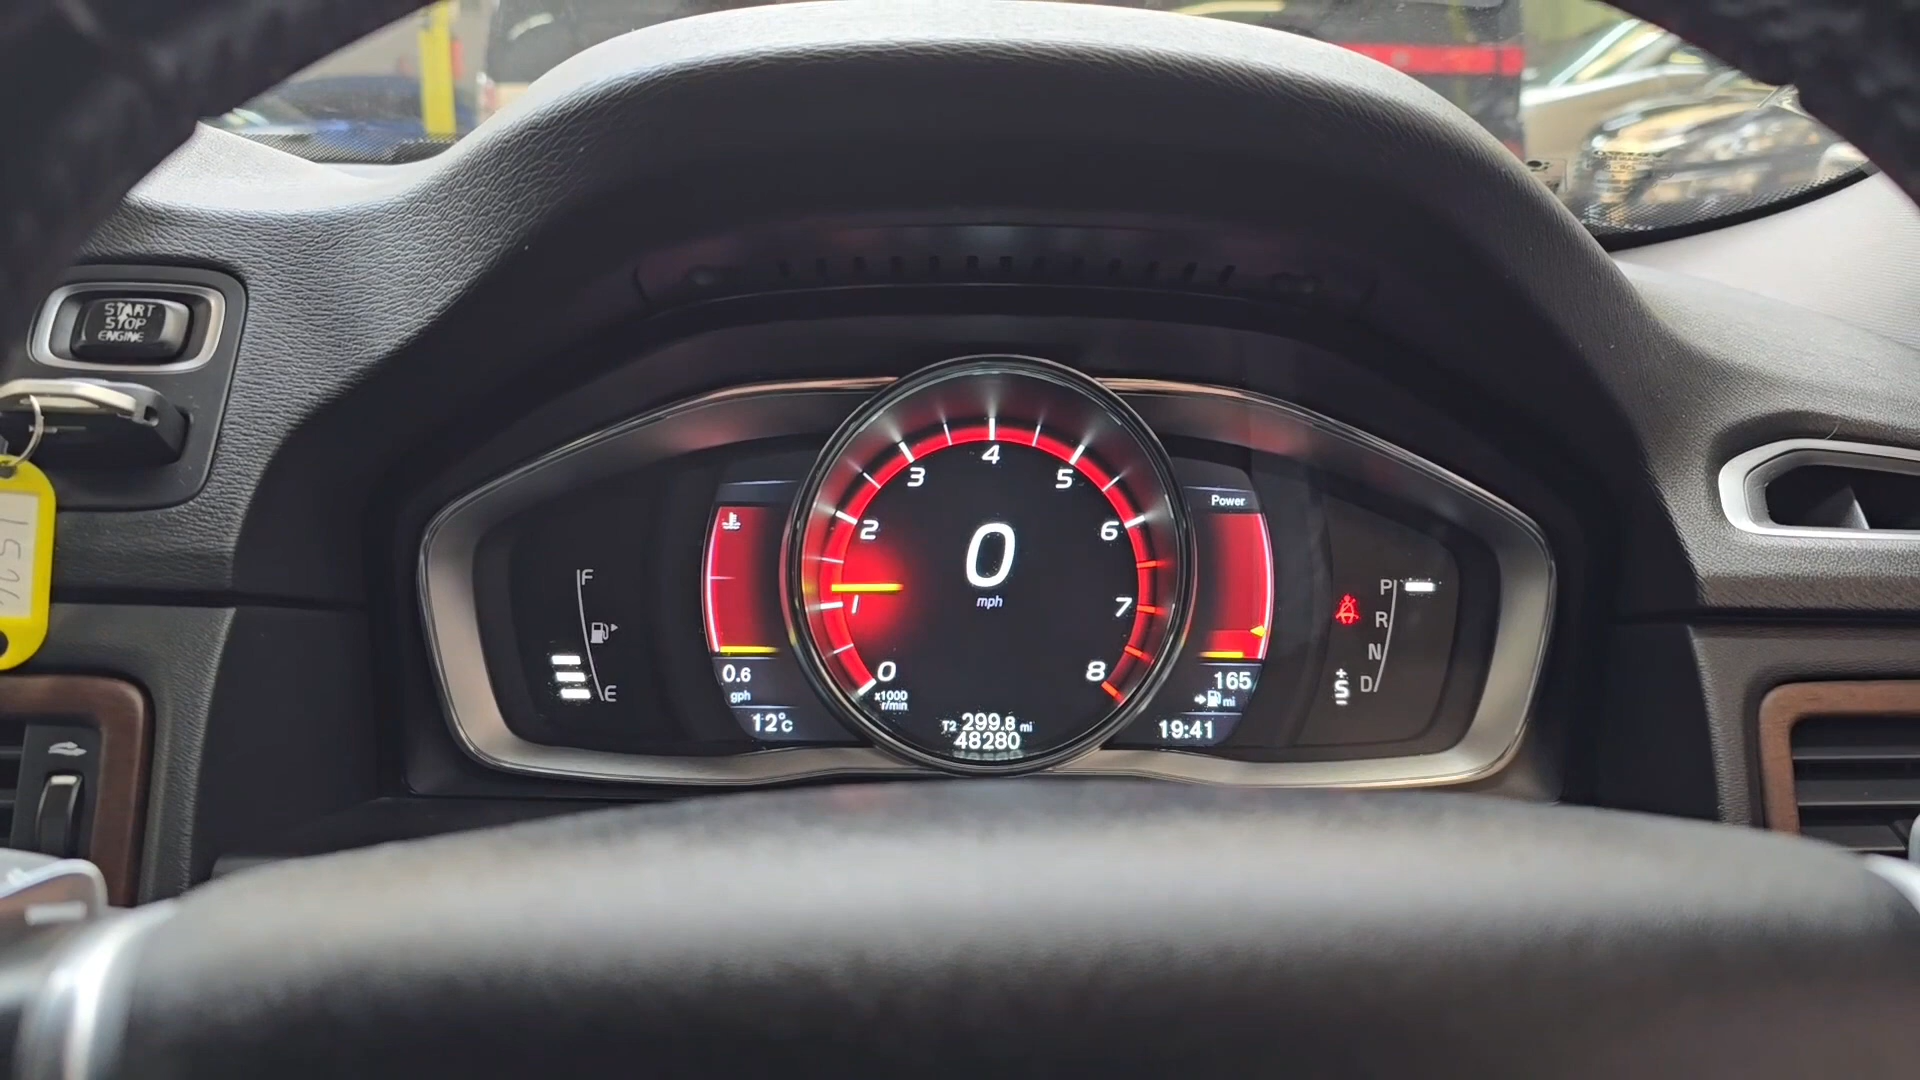 START
STOP
ENGINE
F
E
0.6
gph
12°c
0
1
2
3
4
5
6
7
8
x1000
r/min
0
mph
T2 299.8 mi
48280
Power
165
mi
19:41
P
R
N
D
+
S
-